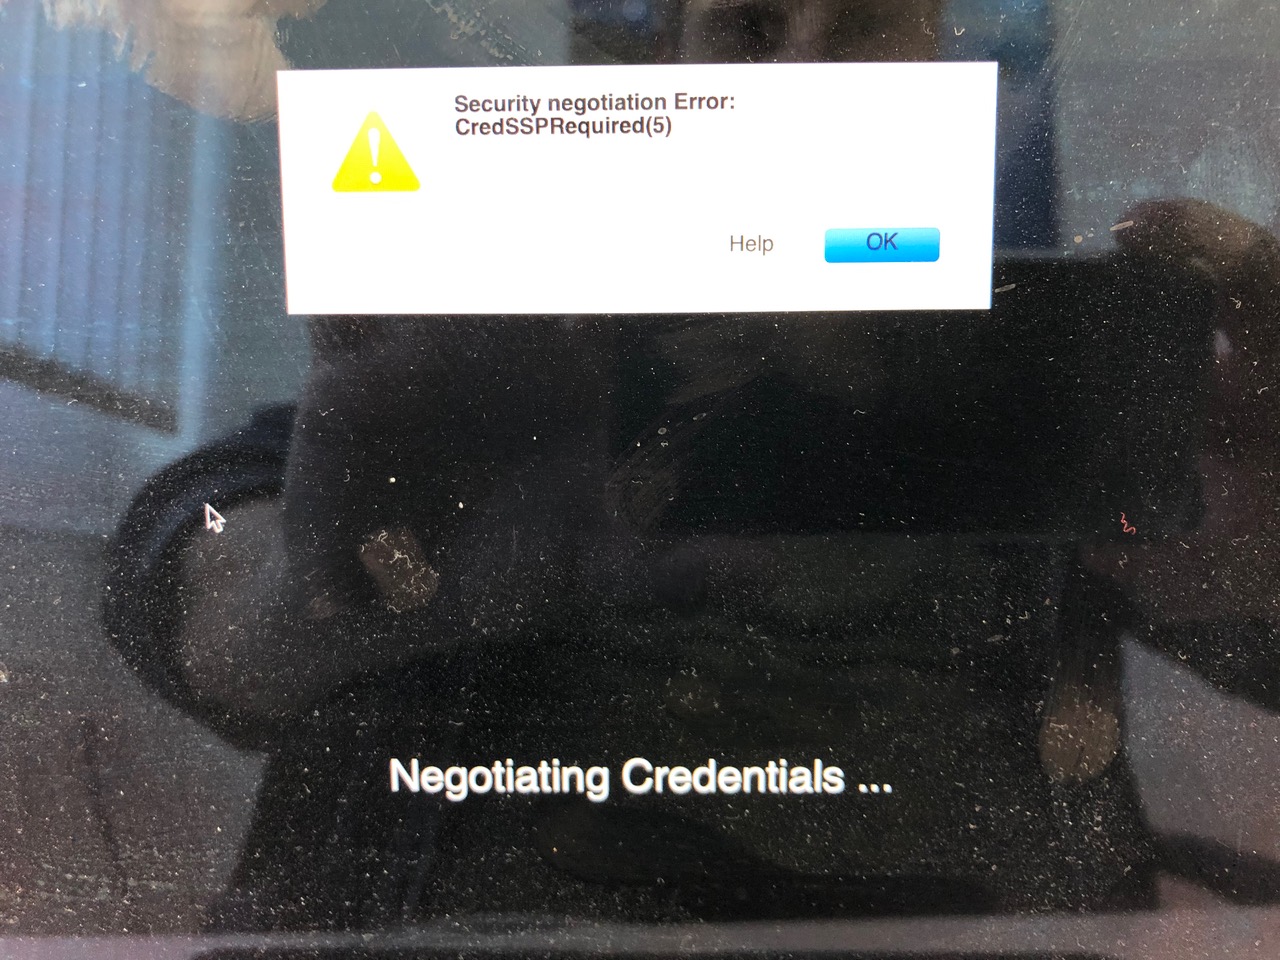 Security negotiation Error:
CredSSPRequired(5)
Help
OK
Negotiating Credentials ...